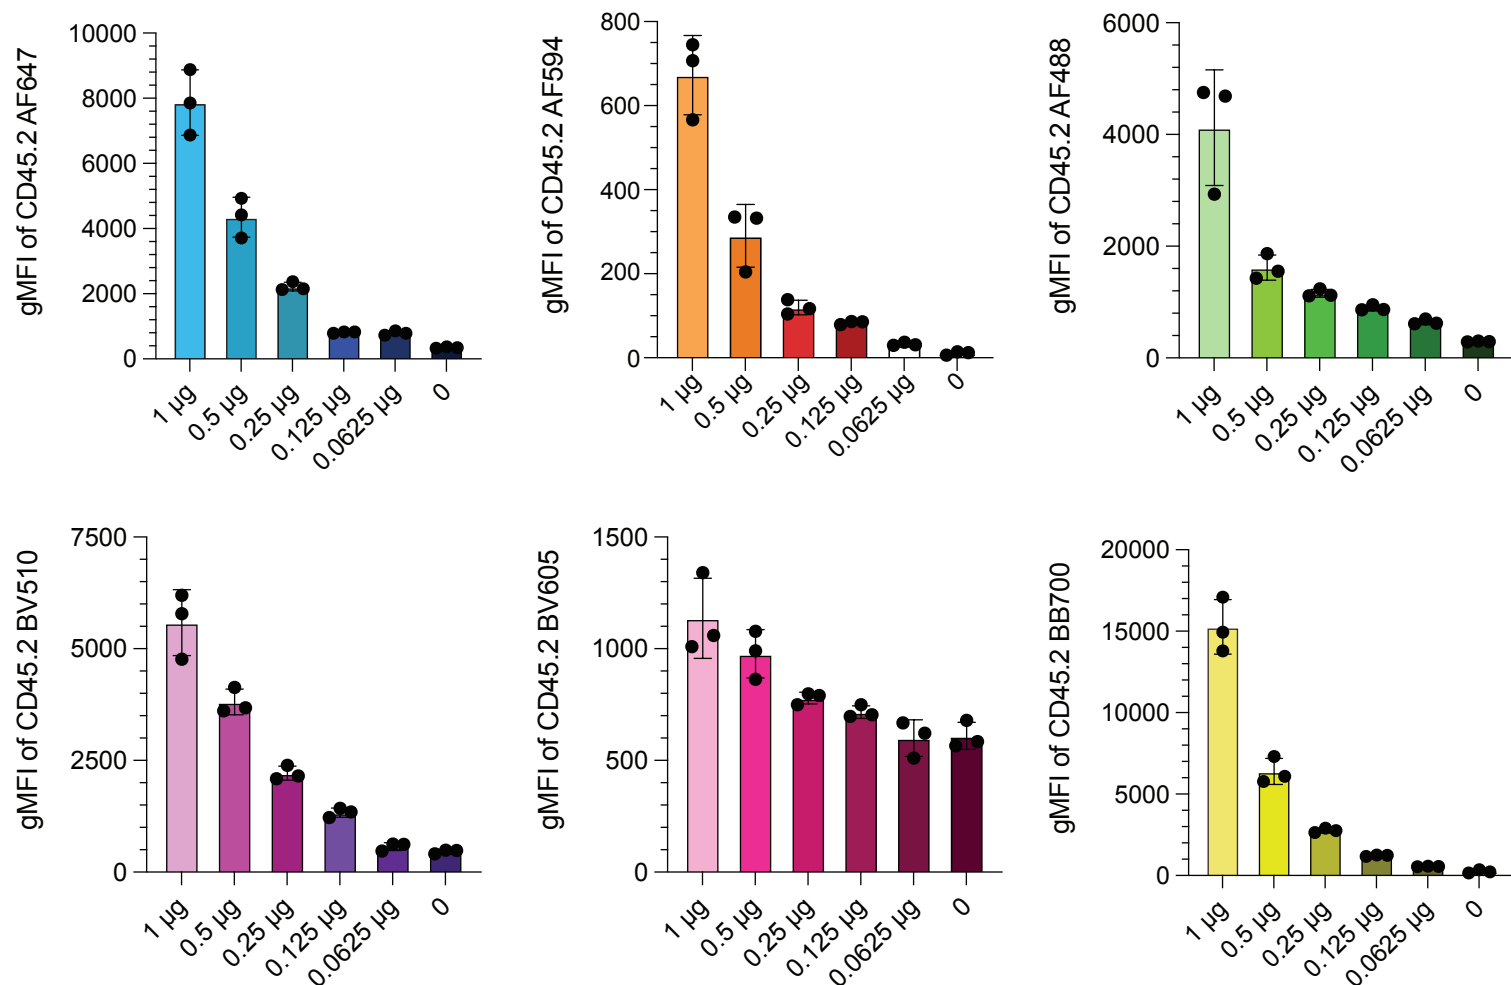 gMFI of CD45.2 AF647
10000
8000
6000
4000
2000
0
1 µg
0.5 µg
0.25 µg
0.125 µg
0.0625 µg
0
gMFI of CD45.2 AF594
800
600
400
200
0
1 µg
0.5 µg
0.25 µg
0.125 µg
0.0625 µg
0
gMFI of CD45.2 AF488
6000
4000
2000
0
1 µg
0.5 µg
0.25 µg
0.125 µg
0.0625 µg
0
gMFI of CD45.2 BV510
7500
5000
2500
0
1 µg
0.5 µg
0.25 µg
0.125 µg
0.0625 µg
0
gMFI of CD45.2 BV605
1500
1000
500
0
1 µg
0.5 µg
0.25 µg
0.125 µg
0.0625 µg
0
gMFI of CD45.2 BB700
20000
15000
10000
5000
0
1 µg
0.5 µg
0.25 µg
0.125 µg
0.0625 µg
0